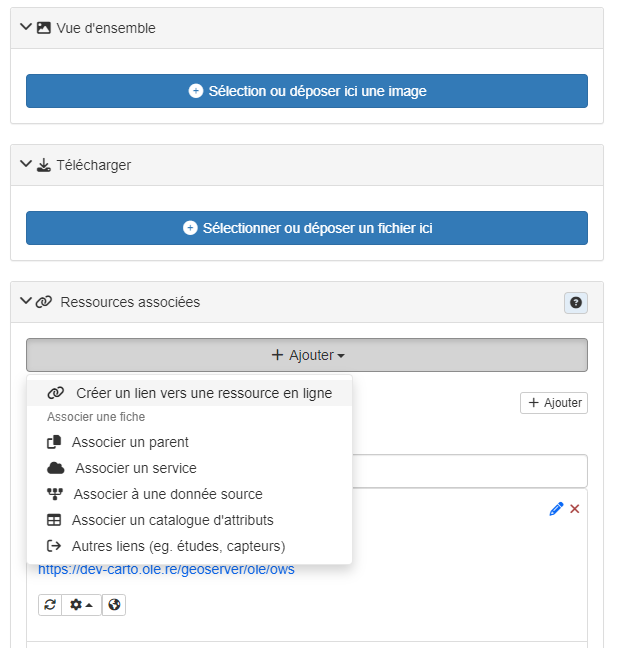 Vue d'ensemble
Sélection ou déposer ici une image
Télécharger
Sélectionner ou déposer un fichier ici
Ressources associées
Ajouter
Créer un lien vers une ressource en ligne
Ajouter
Associer une fiche
Associer un parent
Associer un service
Associer à une donnée source
Associer un catalogue d'attributs
Autres liens (eg. études, capteurs)
https://dev-carto.ole.re/geoserver/ole/ows